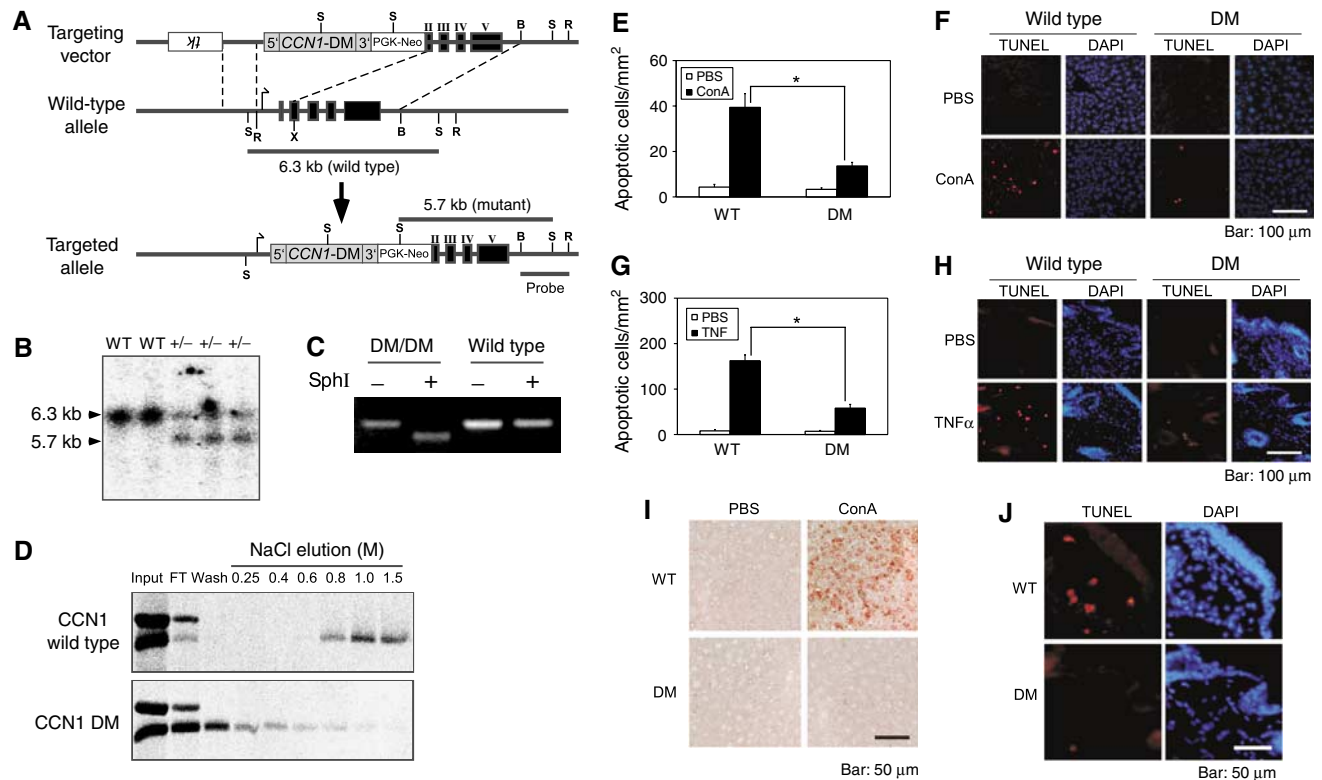 A
Targeting vector
tk
S
S
5' CCN1-DM 3' PGK-Neo
II III IV V
B S R
Wild-type allele
S R X B S R
6.3 kb (wild type)
5.7 kb (mutant)
Targeted allele
S
S
S
5' CCN1-DM 3' PGK-Neo
II III IV V
B S R
Probe
B
WT WT +/– +/– +/–
6.3 kb
5.7 kb
C
DM/DM Wild type
SphI – + – +
D
NaCl elution (M)
Input FT Wash 0.25 0.4 0.6 0.8 1.0 1.5
CCN1 wild type
CCN1 DM
E
Apoptotic cells/mm2
60
40
20
0
PBS
ConA
*
WT DM
F
Wild type DM
TUNEL DAPI TUNEL DAPI
PBS
ConA
Bar: 100 µm
G
Apoptotic cells/mm2
300
200
100
0
PBS
TNF
*
WT DM
H
Wild type DM
TUNEL DAPI TUNEL DAPI
PBS
TNFα
Bar: 100 µm
I
PBS ConA
WT
DM
Bar: 50 µm
J
TUNEL DAPI
WT
DM
Bar: 50 µm